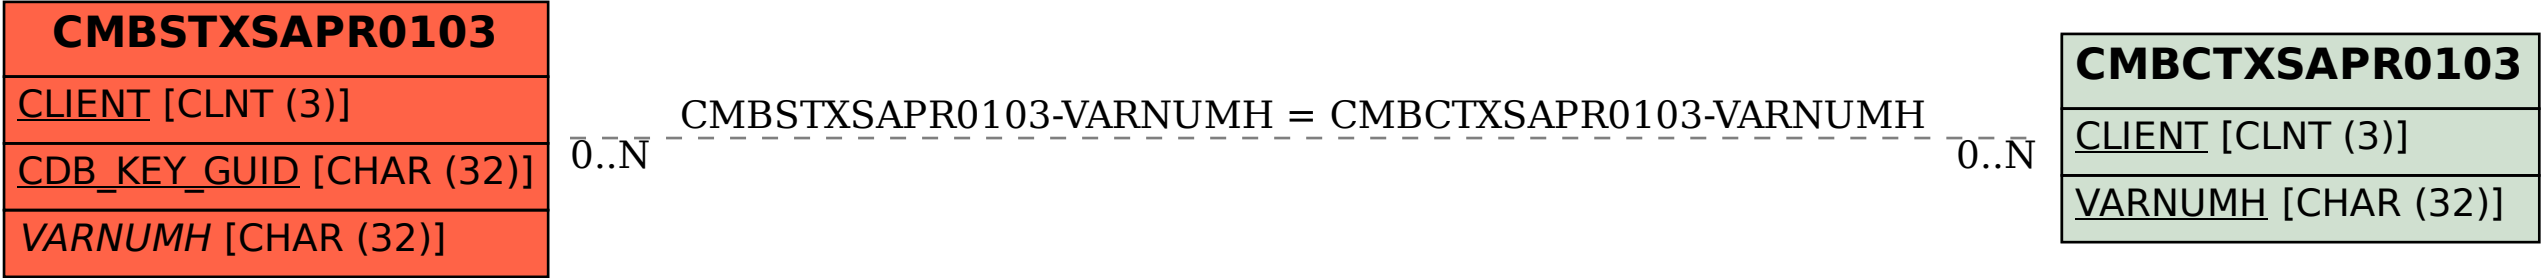 CMBSTXSAPR0103
CLIENT [CLNT (3)]
CDB_KEY_GUID [CHAR (32)]
VARNUMH [CHAR (32)]
CMBSTXSAPR0103-VARNUMH = CMBCTXSAPR0103-VARNUMH
0..N
0..N
CMBCTXSAPR0103
CLIENT [CLNT (3)]
VARNUMH [CHAR (32)]